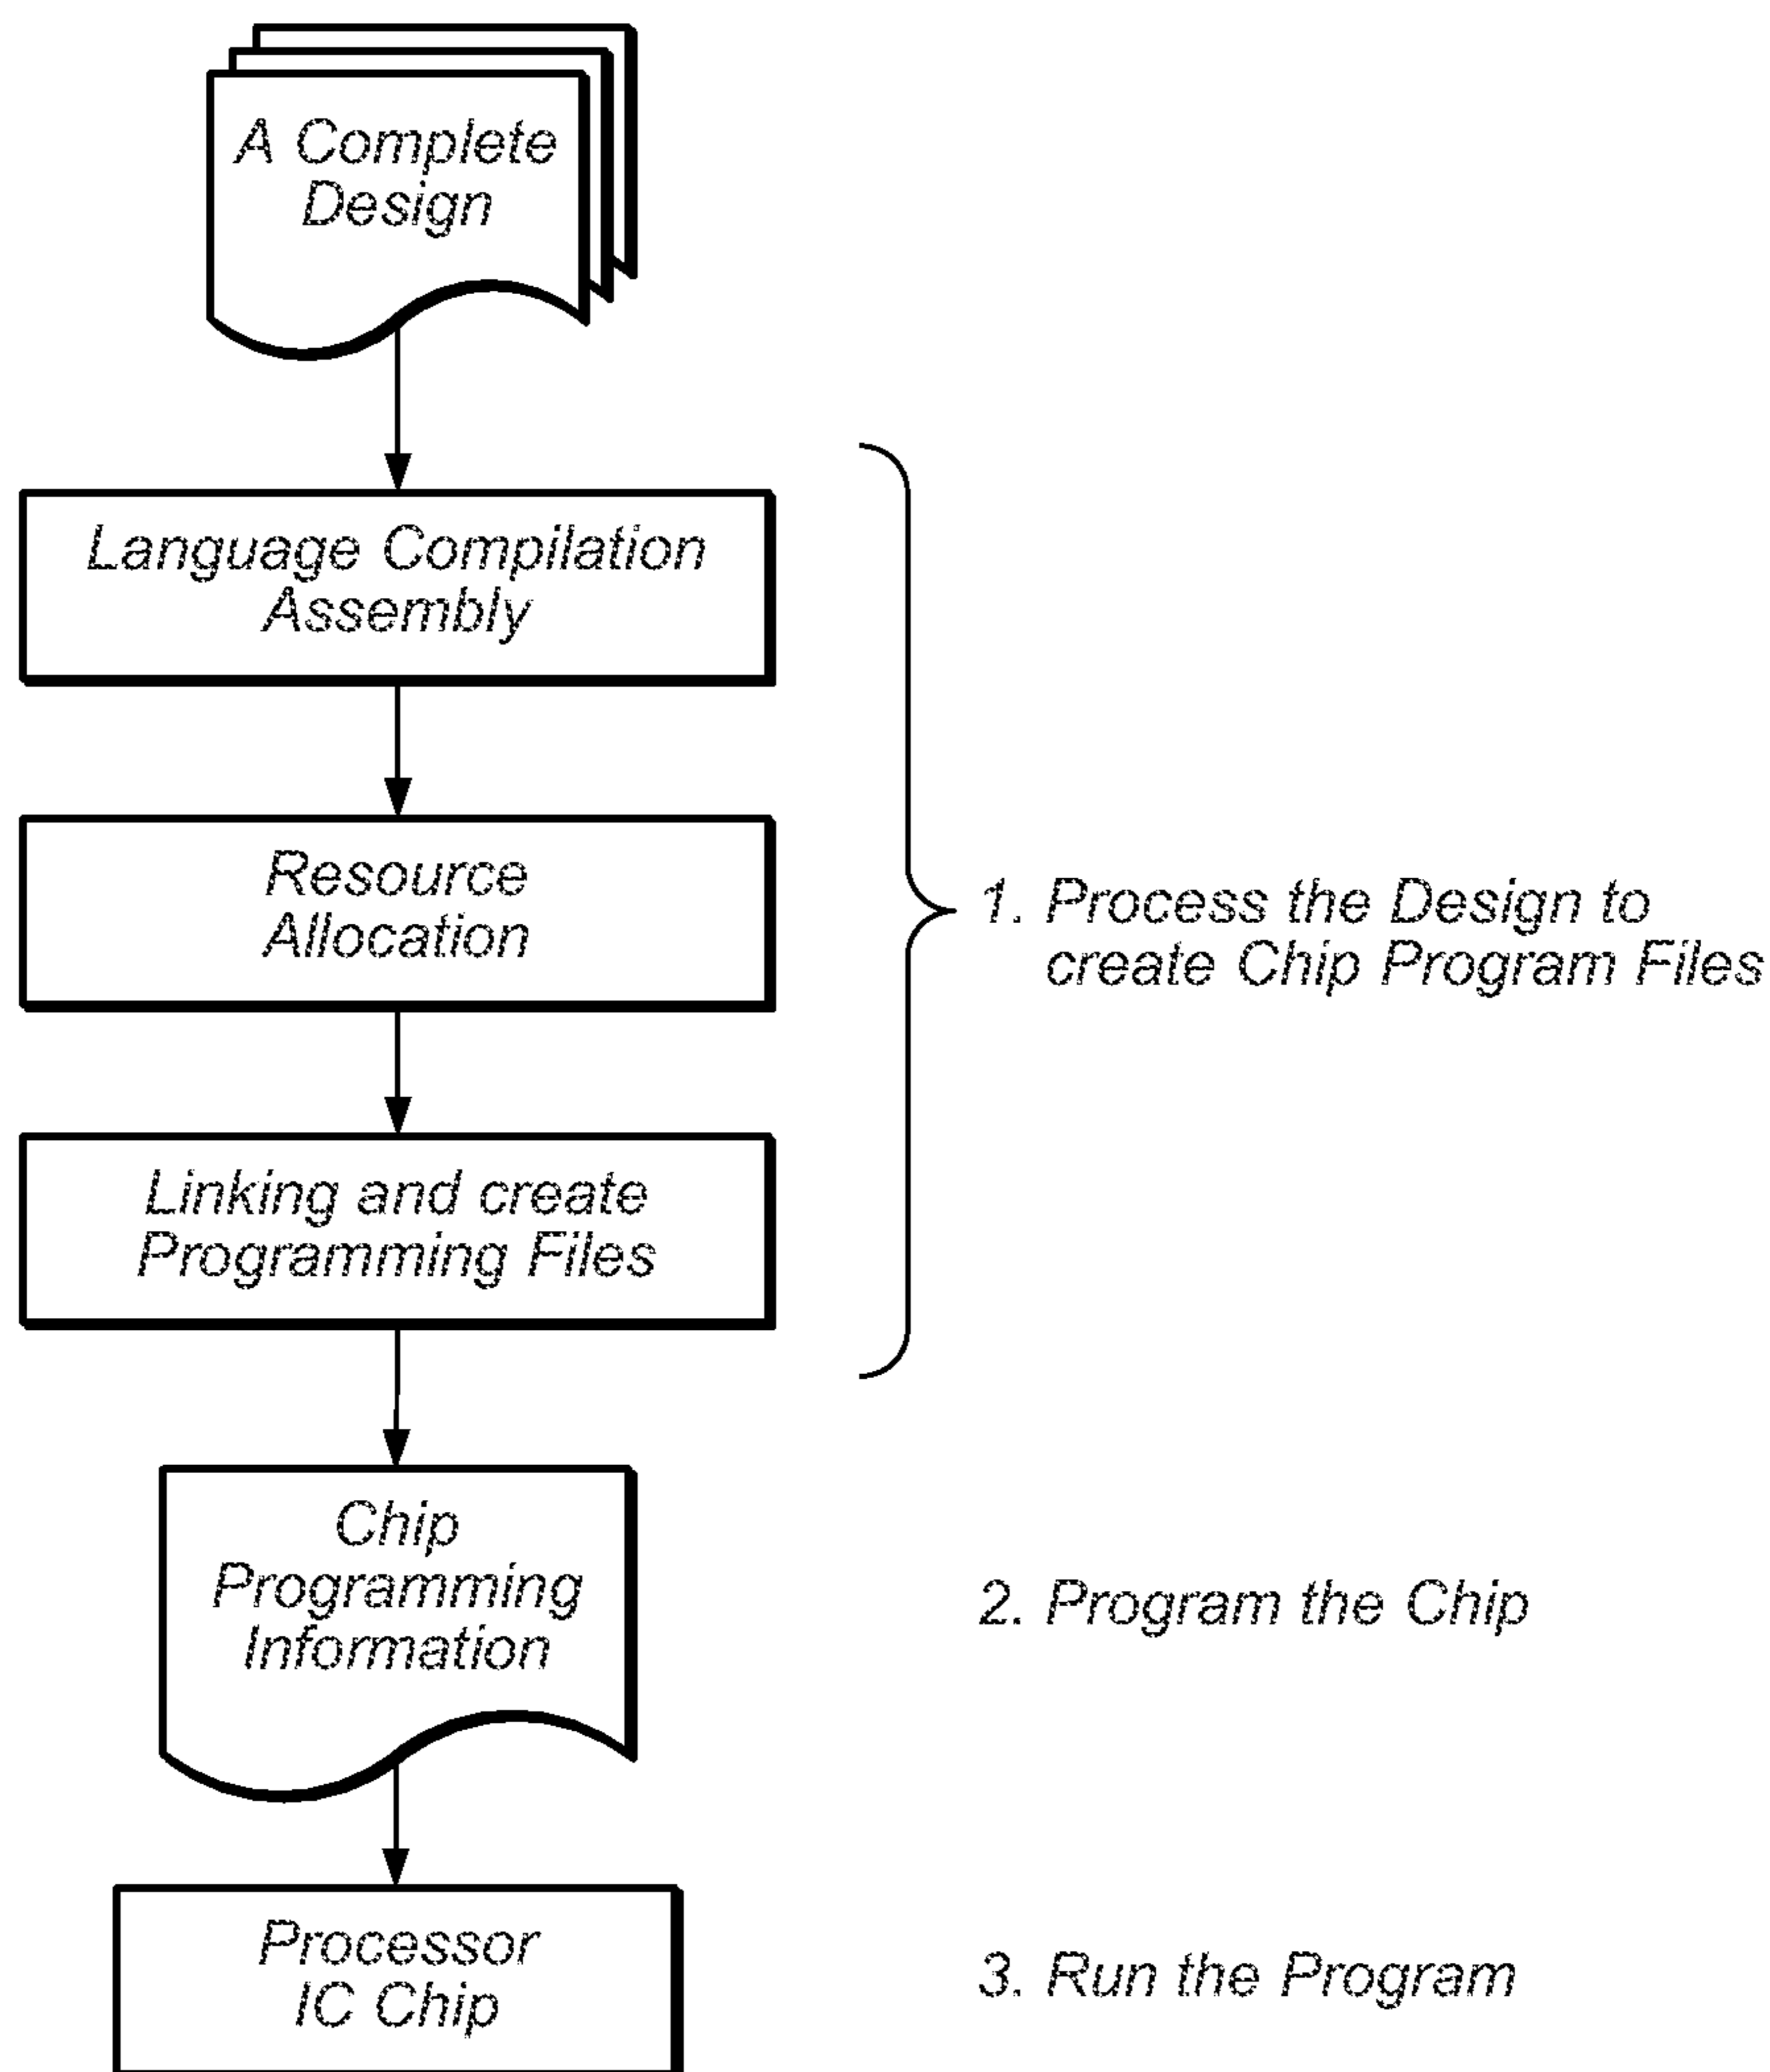 A Complete
Design
Language Compilation
Assembly
Resource
Allocation
1. Process the Design to
create Chip Program Files
Linking and create
Programming Files
Chip
Programming
Information
2. Program the Chip
Processor
IC Chip
3. Run the Program